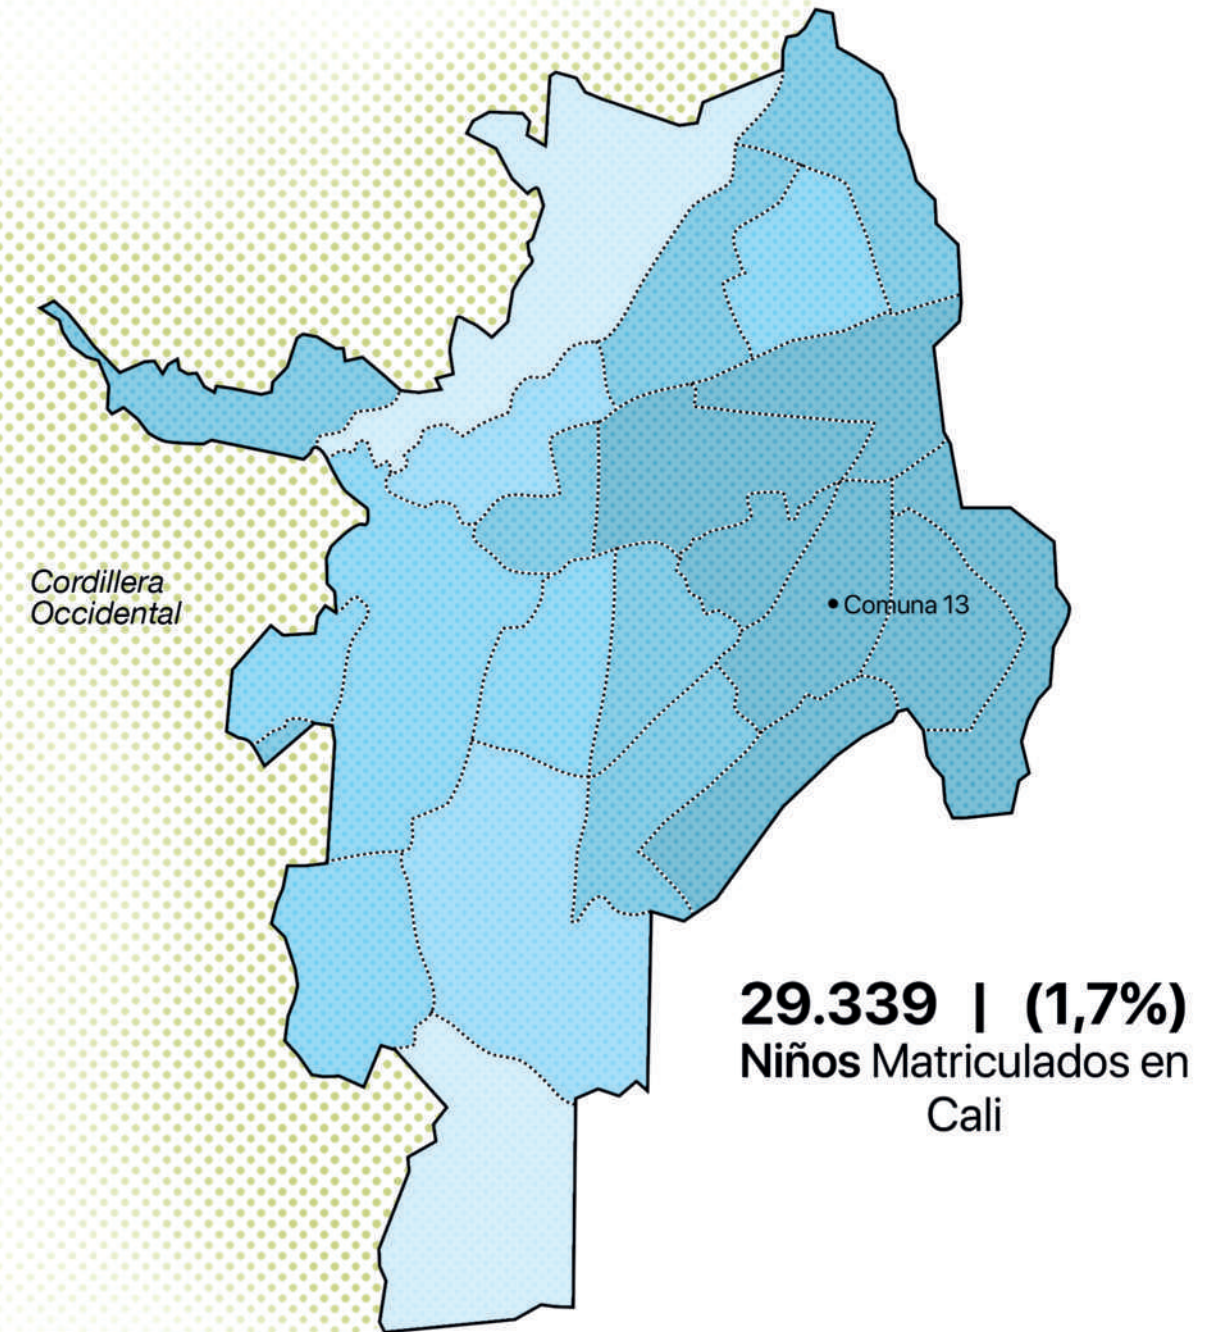 Cordillera
Occidental
• Comuna 13
29.339 | (1,7%)
Niños Matriculados en
Cali